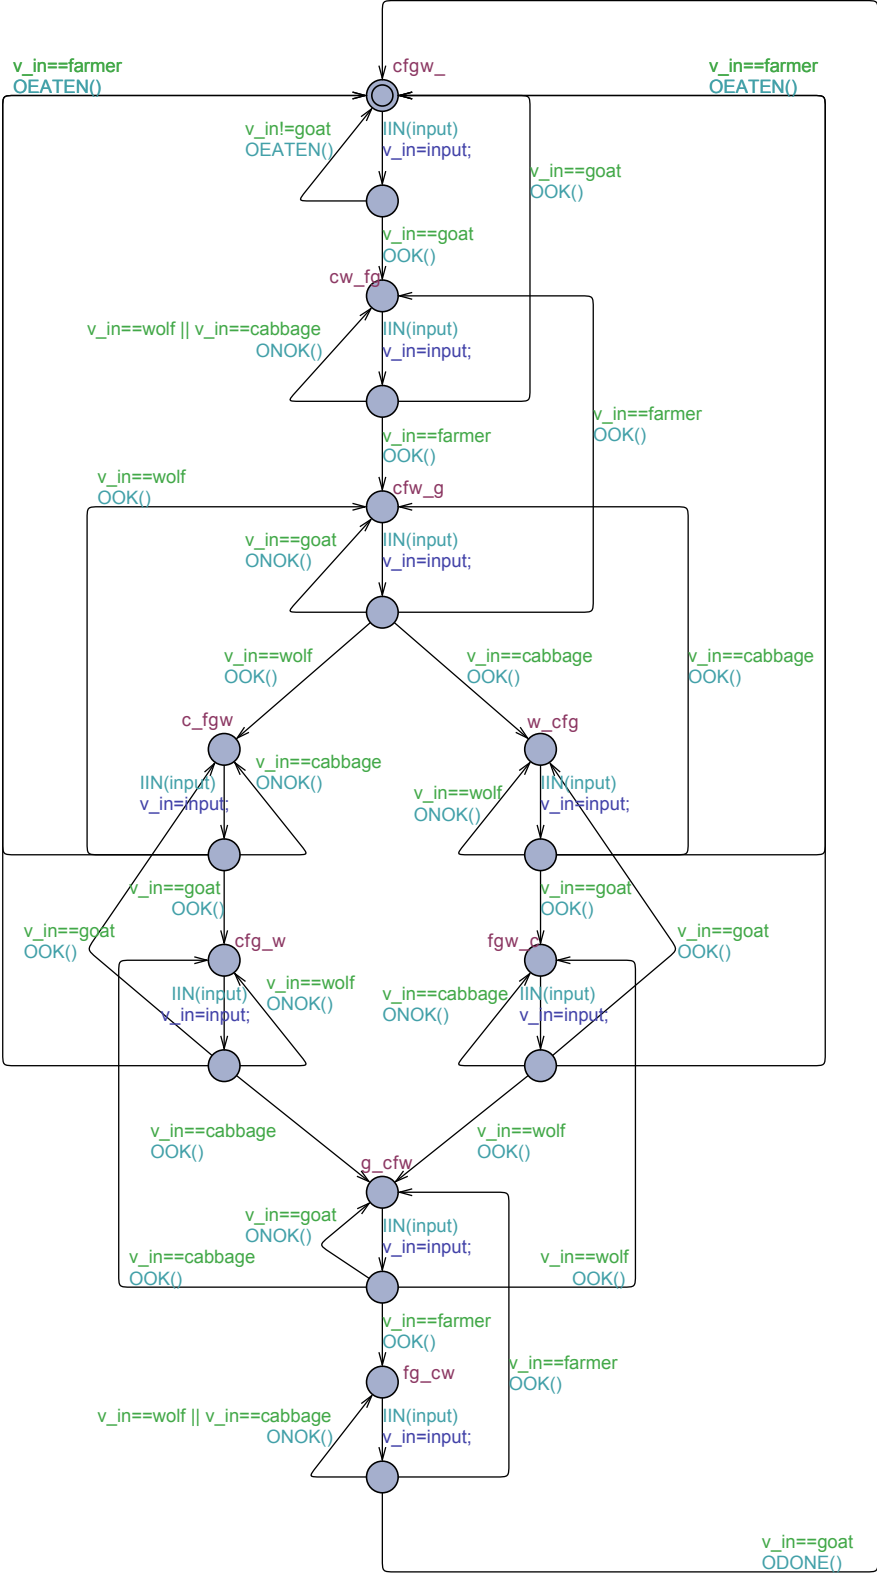 cfgw_
v_in==farmer
OEATEN()
v_in==farmer
OEATEN()
v_in!=goat
OEATEN()
IIN(input)
v_in=input;
v_in==goat
OOK()
v_in==goat
OOK()
cw_fg
v_in==wolf || v_in==cabbage
ONOK()
IIN(input)
v_in=input;
v_in==farmer
OOK()
v_in==farmer
OOK()
v_in==wolf
OOK()
cfw_g
v_in==goat
ONOK()
IIN(input)
v_in=input;
v_in==wolf
OOK()
v_in==cabbage
OOK()
v_in==cabbage
OOK()
c_fgw
w_cfg
IIN(input)
v_in=input;
v_in==cabbage
ONOK()
v_in==wolf
ONOK()
IIN(input)
v_in=input;
v_in==goat
OOK()
v_in==goat
OOK()
v_in==goat
OOK()
v_in==goat
OOK()
cfg_w
fgw_c
IIN(input)
v_in=input;
v_in==wolf
ONOK()
v_in==cabbage
ONOK()
IIN(input)
v_in=input;
v_in==cabbage
OOK()
v_in==wolf
OOK()
g_cfw
v_in==goat
ONOK()
IIN(input)
v_in=input;
v_in==cabbage
OOK()
v_in==wolf
OOK()
v_in==farmer
OOK()
v_in==farmer
OOK()
fg_cw
v_in==wolf || v_in==cabbage
ONOK()
IIN(input)
v_in=input;
v_in==goat
ODONE()